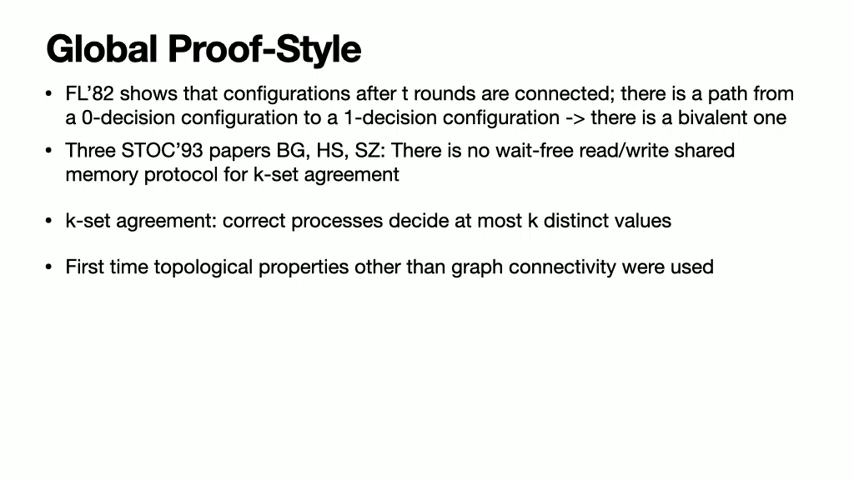 Global Proof-Style
• FL’82 shows that configurations after t rounds are connected; there is a path from
a 0-decision configuration to a 1-decision configuration -> there is a bivalent one
• Three STOC’93 papers BG, HS, SZ: There is no wait-free read/write shared
memory protocol for k-set agreement
• k-set agreement: correct processes decide at most k distinct values
• First time topological properties other than graph connectivity were used